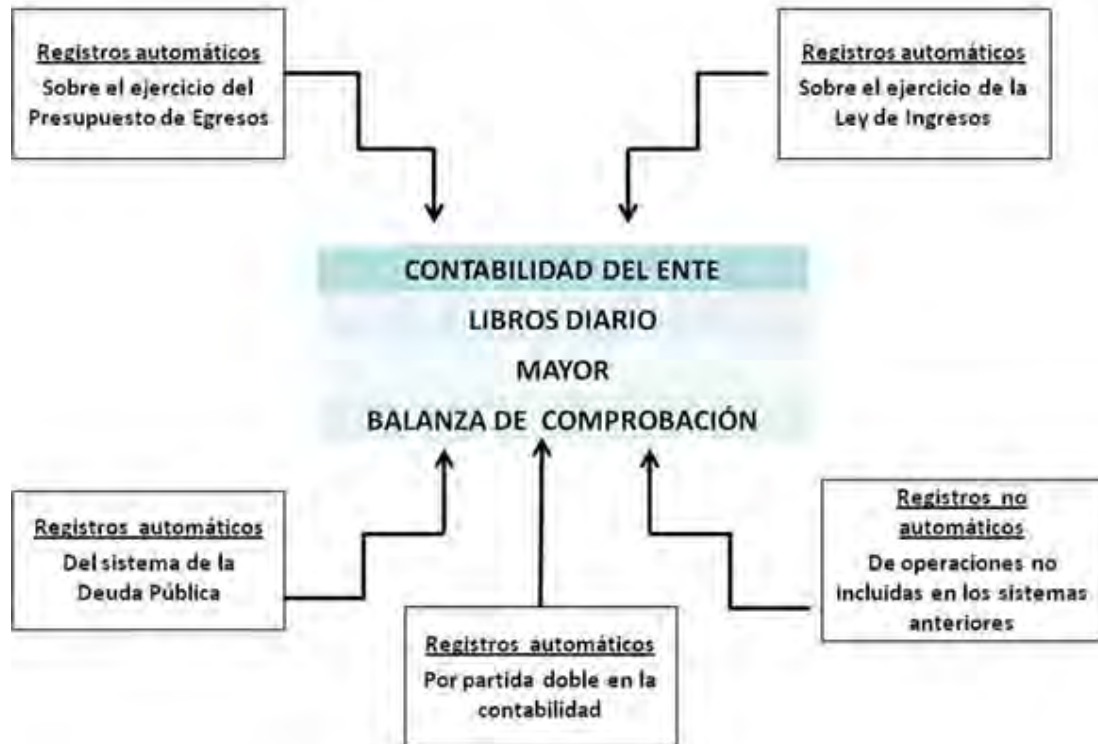 Registros automáticos
Sobre el ejercicio del
Presupuesto de Egresos
Registros automáticos
Sobre el ejercicio de la
Ley de Ingresos
CONTABILIDAD DEL ENTE
LIBROS DIARIO
MAYOR
BALANZA DE COMPROBACIÓN
Registros automáticos
Del sistema de la
Deuda Pública
Registros automáticos
Por partida doble en la
contabilidad
Registros no
automáticos
De operaciones no
incluidas en los sistemas
anteriores